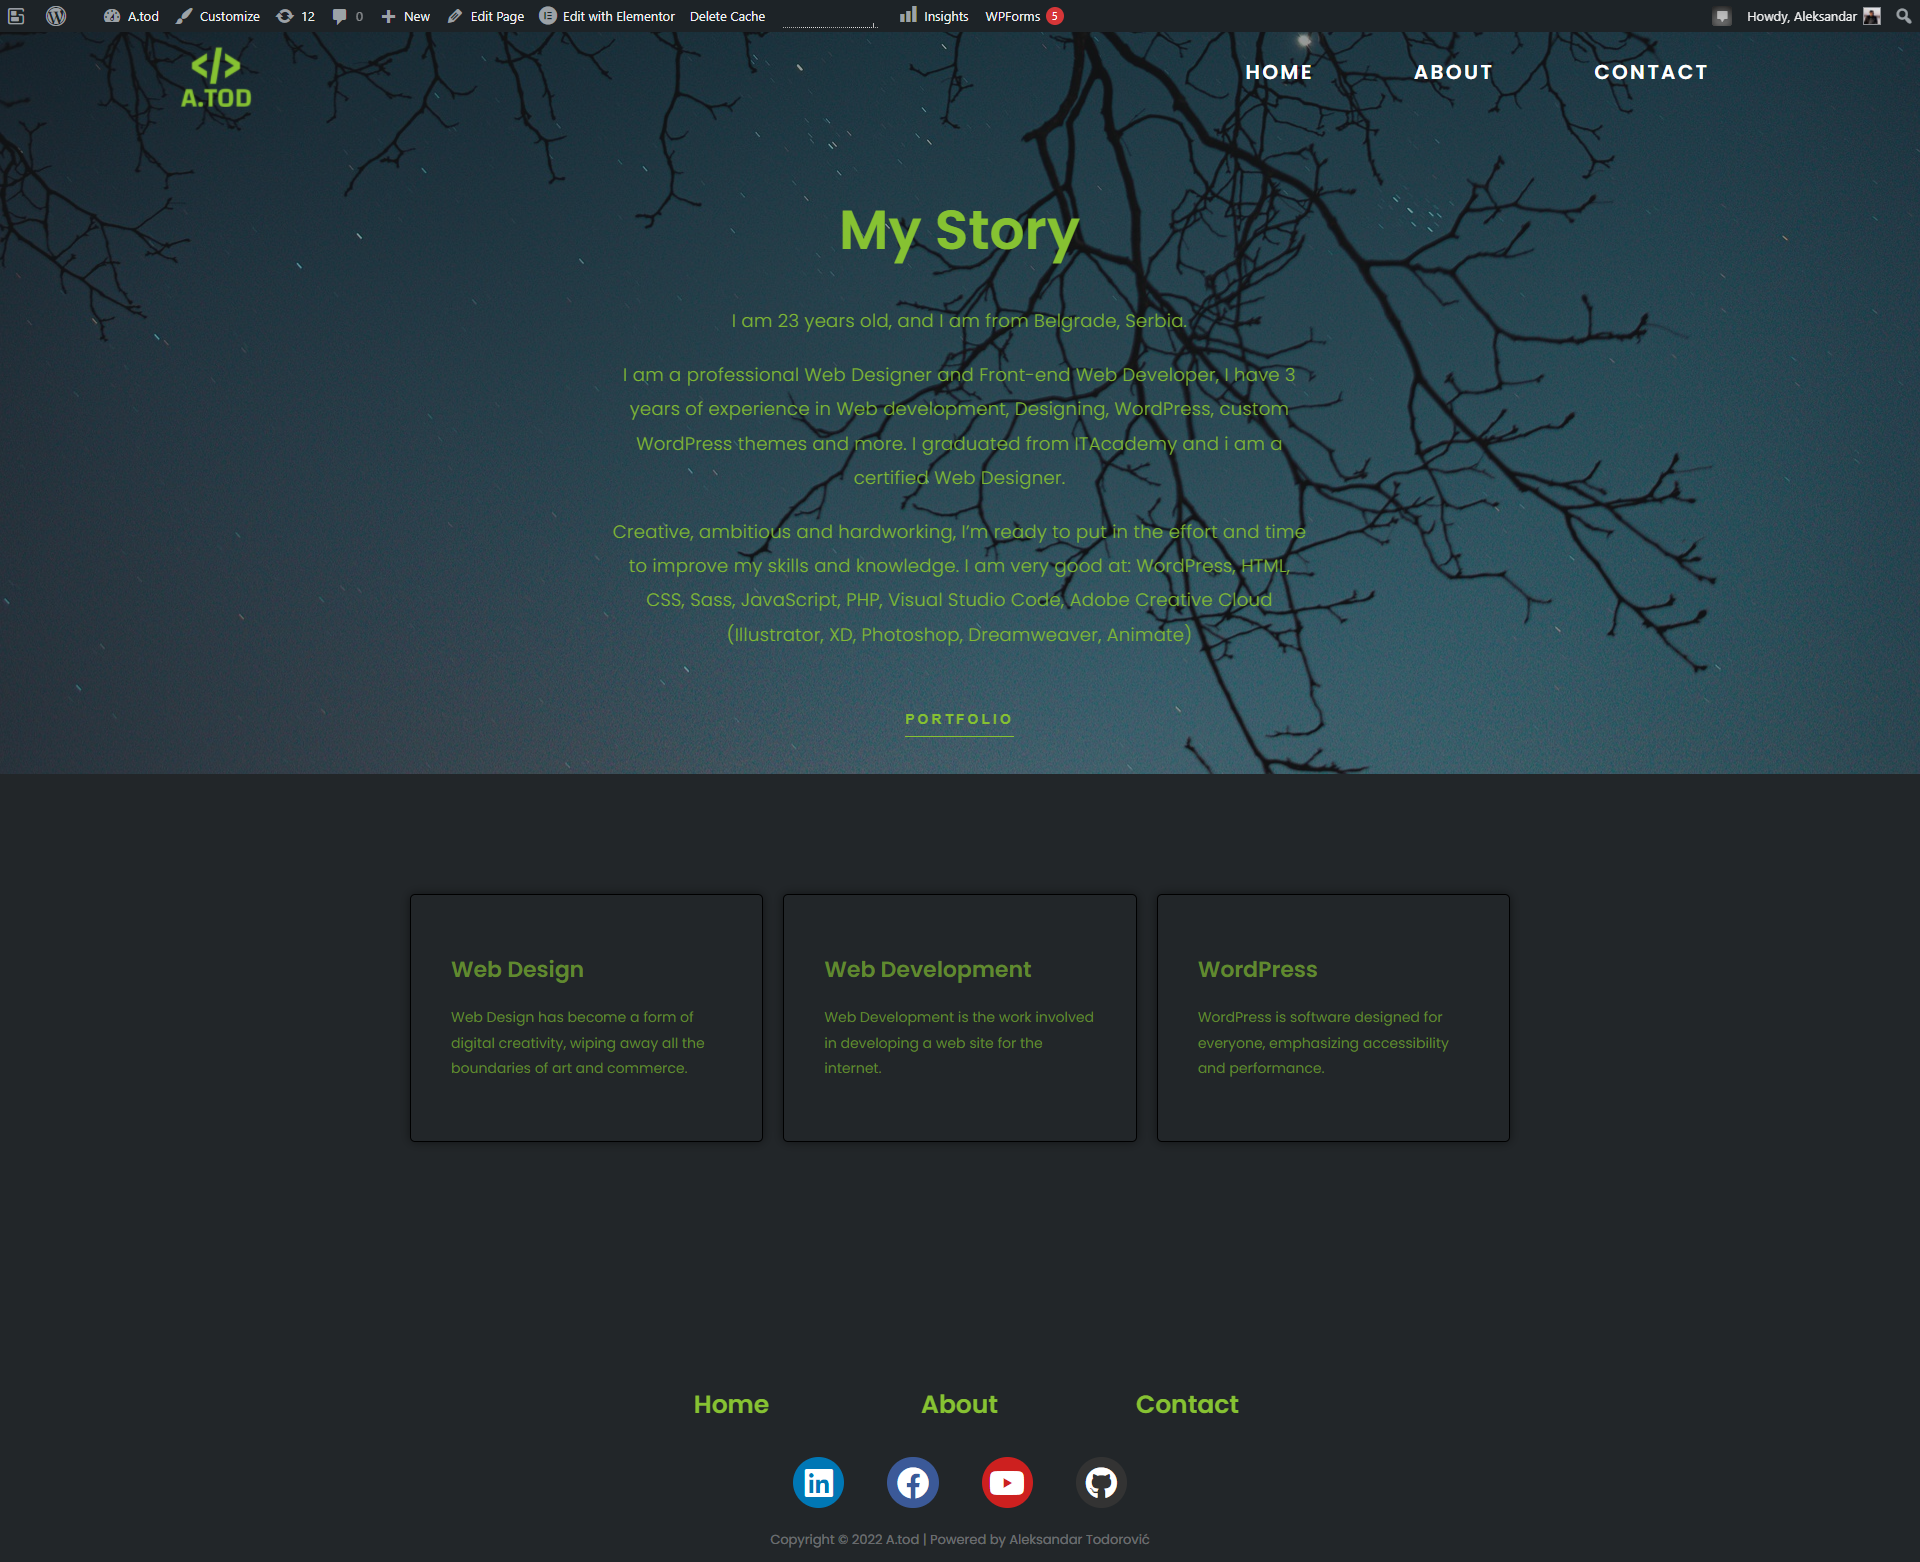 A.tod Customize 12 0 New Edit Page Edit with Elementor Delete Cache Insights WPForms 5 Howdy, Aleksandar
</>
A.TOD
HOME ABOUT CONTACT
My Story
I am 23 years old, and I am from Belgrade, Serbia.
I am a professional Web Designer and Front-end Web Developer, I have 3
years of experience in Web development, Designing, WordPress, custom
WordPress themes and more. I graduated from ITAcademy and i am a
certified Web Designer.
Creative, ambitious and hardworking, I’m ready to put in the effort and time
to improve my skills and knowledge. I am very good at: WordPress, HTML,
CSS, Sass, JavaScript, PHP, Visual Studio Code, Adobe Creative Cloud
(Illustrator, XD, Photoshop, Dreamweaver, Animate)
PORTFOLIO
Web Design
Web Design has become a form of
digital creativity, wiping away all the
boundaries of art and commerce.
Web Development
Web Development is the work involved
in developing a web site for the
internet.
WordPress
WordPress is software designed for
everyone, emphasizing accessibility
and performance.
Home About Contact
Copyright © 2022 A.tod | Powered by Aleksandar Todorović